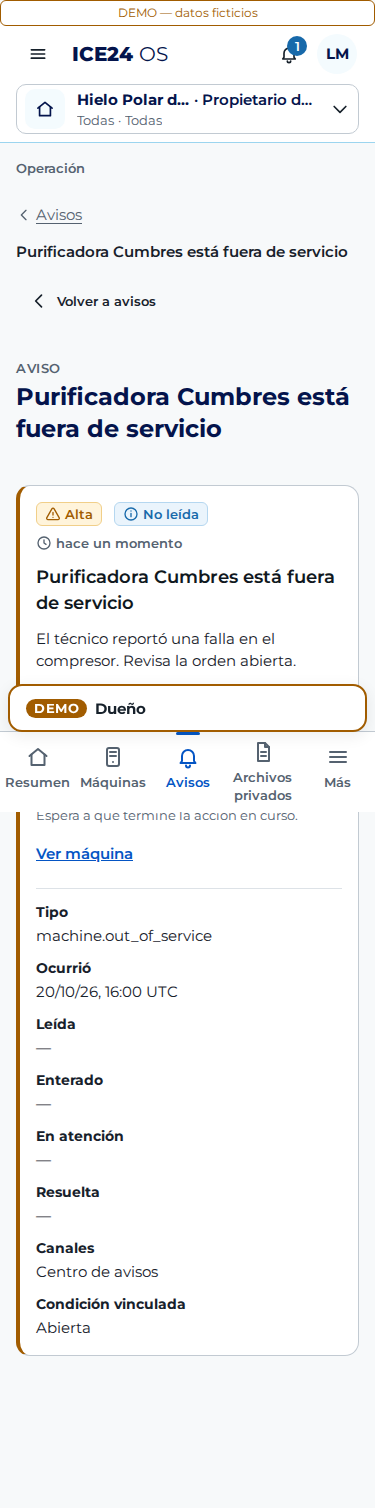 DEMO — datos ficticios
ICE24 OS
1
LM
Hielo Polar d... · Propietario d...
Todas · Todas
Operación
Avisos
Purificadora Cumbres está fuera de servicio
Volver a avisos
AVISO
Purificadora Cumbres está
fuera de servicio
Alta
No leída
hace un momento
Purificadora Cumbres está fuera
de servicio
El técnico reportó una falla en el
compresor. Revisa la orden abierta.
DEMO Dueño
Resumen
Máquinas
Avisos
Archivos
privados
Más
Espera a que termine la acción en curso.
Ver máquina
Tipo
machine.out_of_service
Ocurrió
20/10/26, 16:00 UTC
Leída
—
Enterado
—
En atención
—
Resuelta
—
Canales
Centro de avisos
Condición vinculada
Abierta